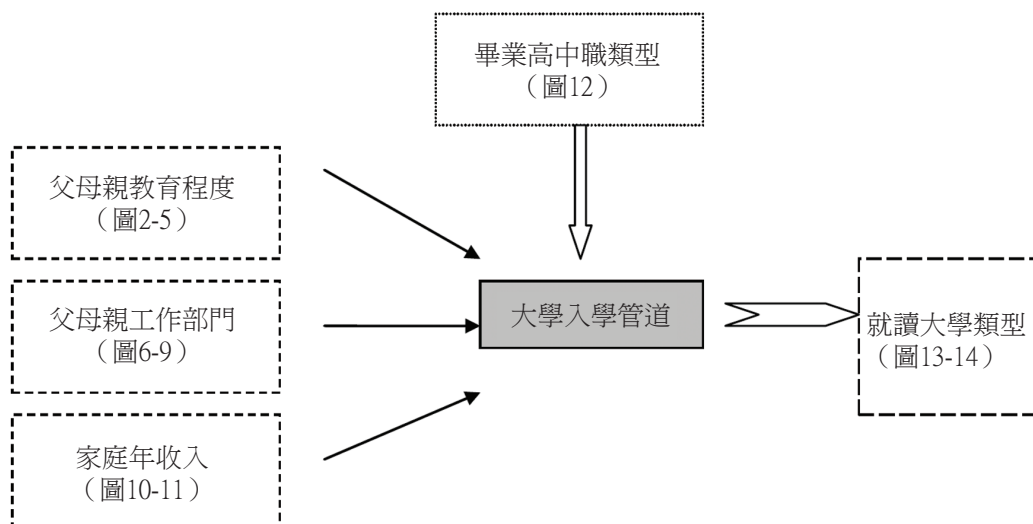 畢業高中職類型
（圖12）
父母親教育程度
（圖2-5）
父母親工作部門
（圖6-9）
家庭年收入
（圖10-11）
大學入學管道
就讀大學類型
（圖13-14）